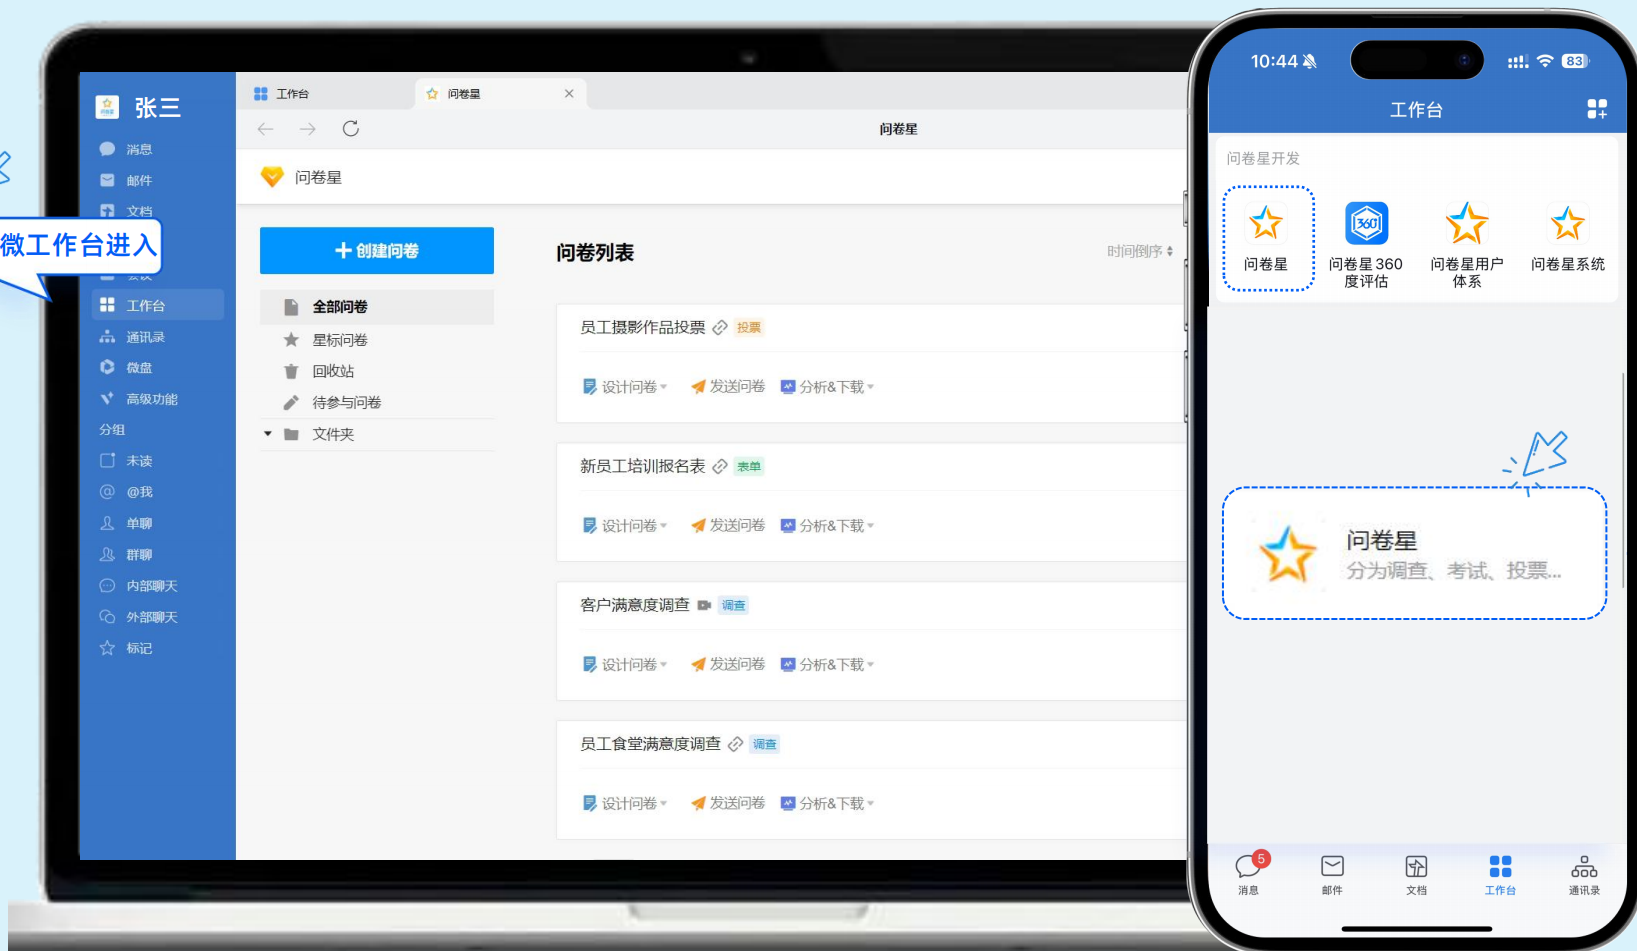 张三
消息
邮件
文档
微工作台进入
会议
工作台
通讯录
微盘
高级功能
分组
未读
@我
单聊
群聊
内部聊天
外部聊天
标记
工作台
问卷星
问卷星
问卷星
创建问卷
全部问卷
星标问卷
回收站
待参与问卷
文件夹
问卷列表
时间倒序
员工摄影作品投票 投票
设计问卷 发送问卷 分析&下载
新员工培训报名表 表单
设计问卷 发送问卷 分析&下载
客户满意度调查 调查
设计问卷 发送问卷 分析&下载
员工食堂满意度调查 调查
设计问卷 发送问卷 分析&下载
10:44 83
工作台
问卷星开发
问卷星
360
问卷星360
度评估
问卷星用户
体系
问卷星系统
问卷星
分为调查、考试、投票...
5
消息 邮件 文档 工作台 通讯录